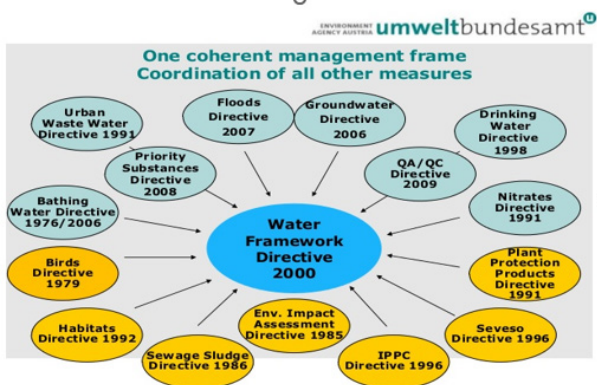 ENVIRONMENT
AGENCY AUSTRIA
umweltbundesamt
u
One coherent management frame
Coordination of all other measures
Urban
Waste Water
Directive 1991
Floods
Directive
2007
Groundwater
Directive
2006
Drinking
Water
Directive
1998
Priority
Substances
Directive
2008
QA/QC
Directive
2009
Bathing
Water Directive
1976/2006
Nitrates
Directive
1991
Water
Framework
Directive
2000
Birds
Directive
1979
Plant
Protection
Products
Directive
1991
Habitats
Directive 1992
Sewage Sludge
Directive 1986
Env. Impact
Assessment
Directive 1985
IPPC
Directive 1996
Seveso
Directive 1996